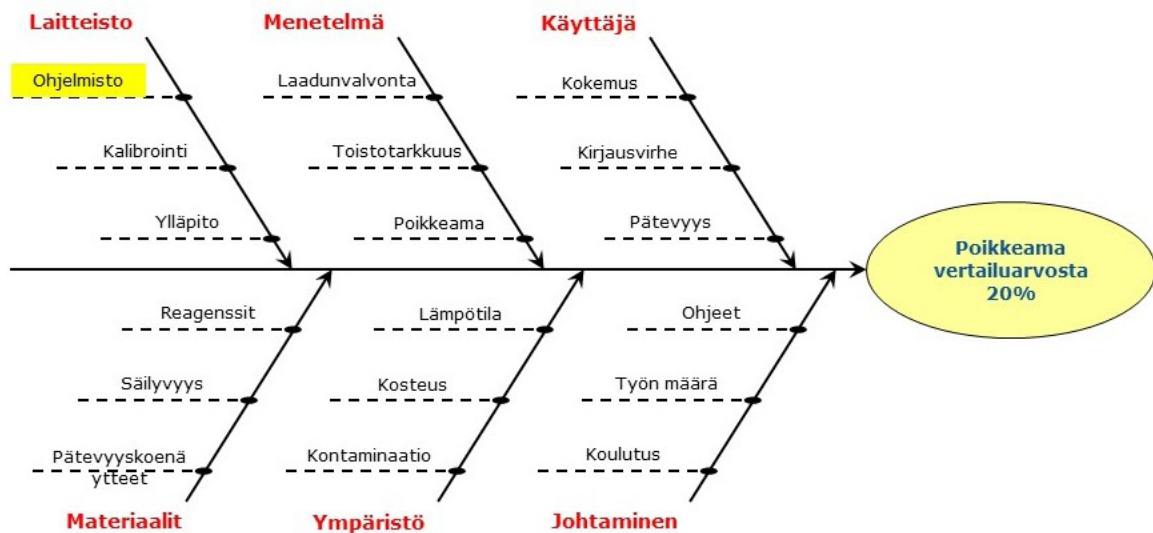 Laitteisto
Menetelmä
Käyttäjä
Ohjelmisto
Laadunvalvonta
Kokemus
Kalibrointi
Toistotarkkuus
Kirjausvirhe
Ylläpito
Poikkeama
Pätevyys
Poikkeama
vertailuarvosta
20%
Reagenssit
Lämpötila
Ohjeet
Säilyvyys
Kosteus
Työn määrä
Pätevyyskoenä
ytteet
Kontaminaatio
Koulutus
Materiaalit
Ympäristö
Johtaminen